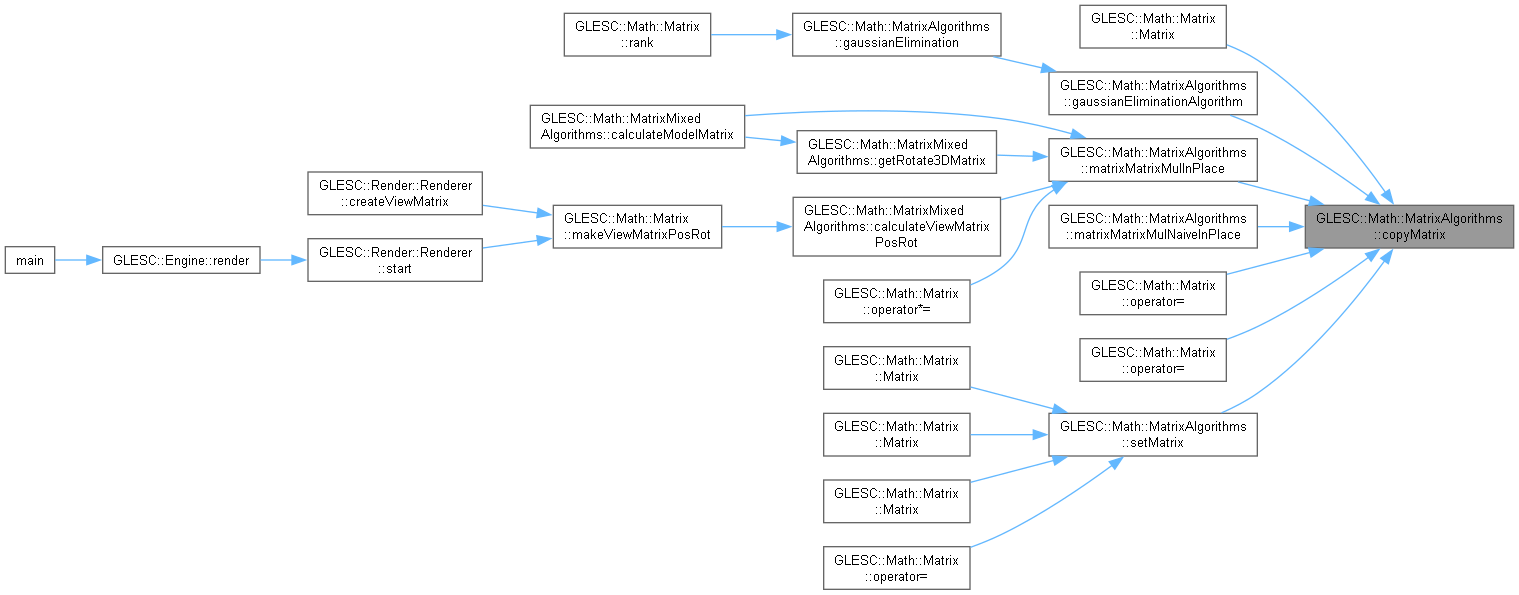 GLESC::Math::Matrix
::rank
GLESC::Math::MatrixAlgorithms
::gaussianElimination
GLESC::Math::Matrix
::Matrix
GLESC::Math::MatrixAlgorithms
::gaussianEliminationAlgorithm
GLESC::Math::MatrixMixed
Algorithms::calculateModelMatrix
GLESC::Math::MatrixMixed
Algorithms::getRotate3DMatrix
GLESC::Math::MatrixAlgorithms
::matrixMatrixMulInPlace
GLESC::Render::Renderer
::createViewMatrix
GLESC::Math::Matrix
::makeViewMatrixPosRot
GLESC::Math::MatrixMixed
Algorithms::calculateViewMatrix
PosRot
GLESC::Math::MatrixAlgorithms
::matrixMatrixMulNaiveInPlace
GLESC::Math::MatrixAlgorithms
::copyMatrix
main
GLESC::Engine::render
GLESC::Render::Renderer
::start
GLESC::Math::Matrix
::operator*=
GLESC::Math::Matrix
::operator=
GLESC::Math::Matrix
::operator=
GLESC::Math::Matrix
::Matrix
GLESC::Math::Matrix
::Matrix
GLESC::Math::MatrixAlgorithms
::setMatrix
GLESC::Math::Matrix
::Matrix
GLESC::Math::Matrix
::operator=